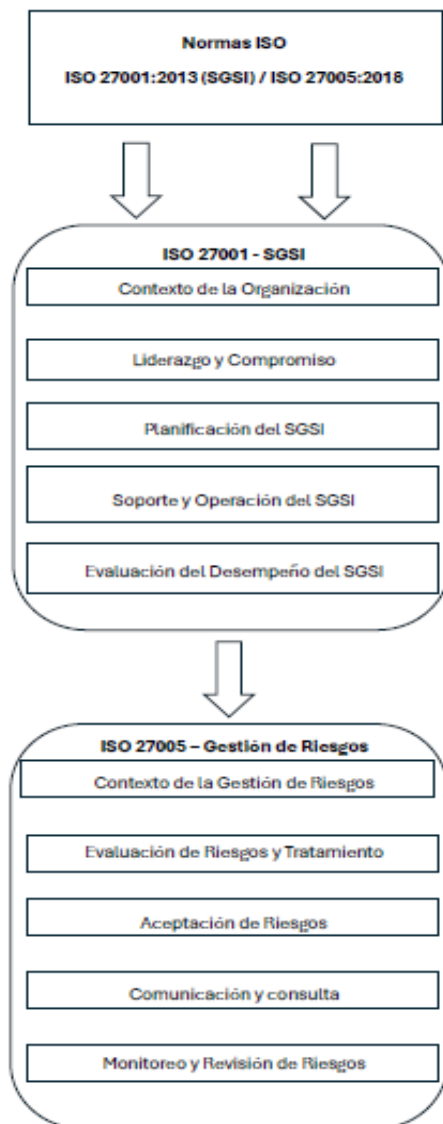 Normas ISO
ISO 27001:2013 (SGSI) / ISO 27005:2018
ISO 27001 - SGSI
Contexto de la Organización
Liderazgo y Compromiso
Planificación del SGSI
Soporte y Operación del SGSI
Evaluación del Desempeño del SGSI
ISO 27005 – Gestión de Riesgos
Contexto de la Gestión de Riesgos
Evaluación de Riesgos y Tratamiento
Aceptación de Riesgos
Comunicación y consulta
Monitoreo y Revisión de Riesgos